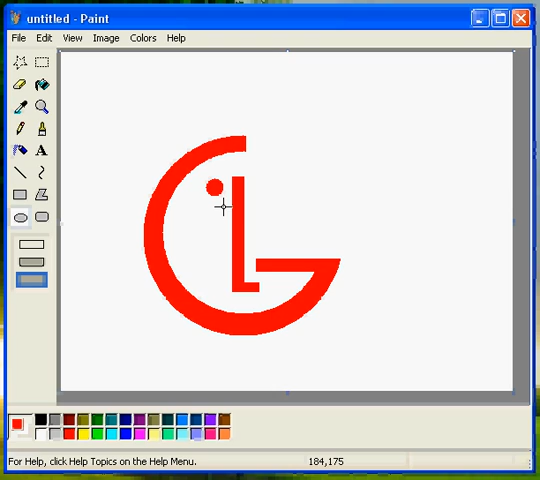 untitled - Paint
File Edit View Image Colors Help
A
For Help, click Help Topics on the Help Menu.
184,175